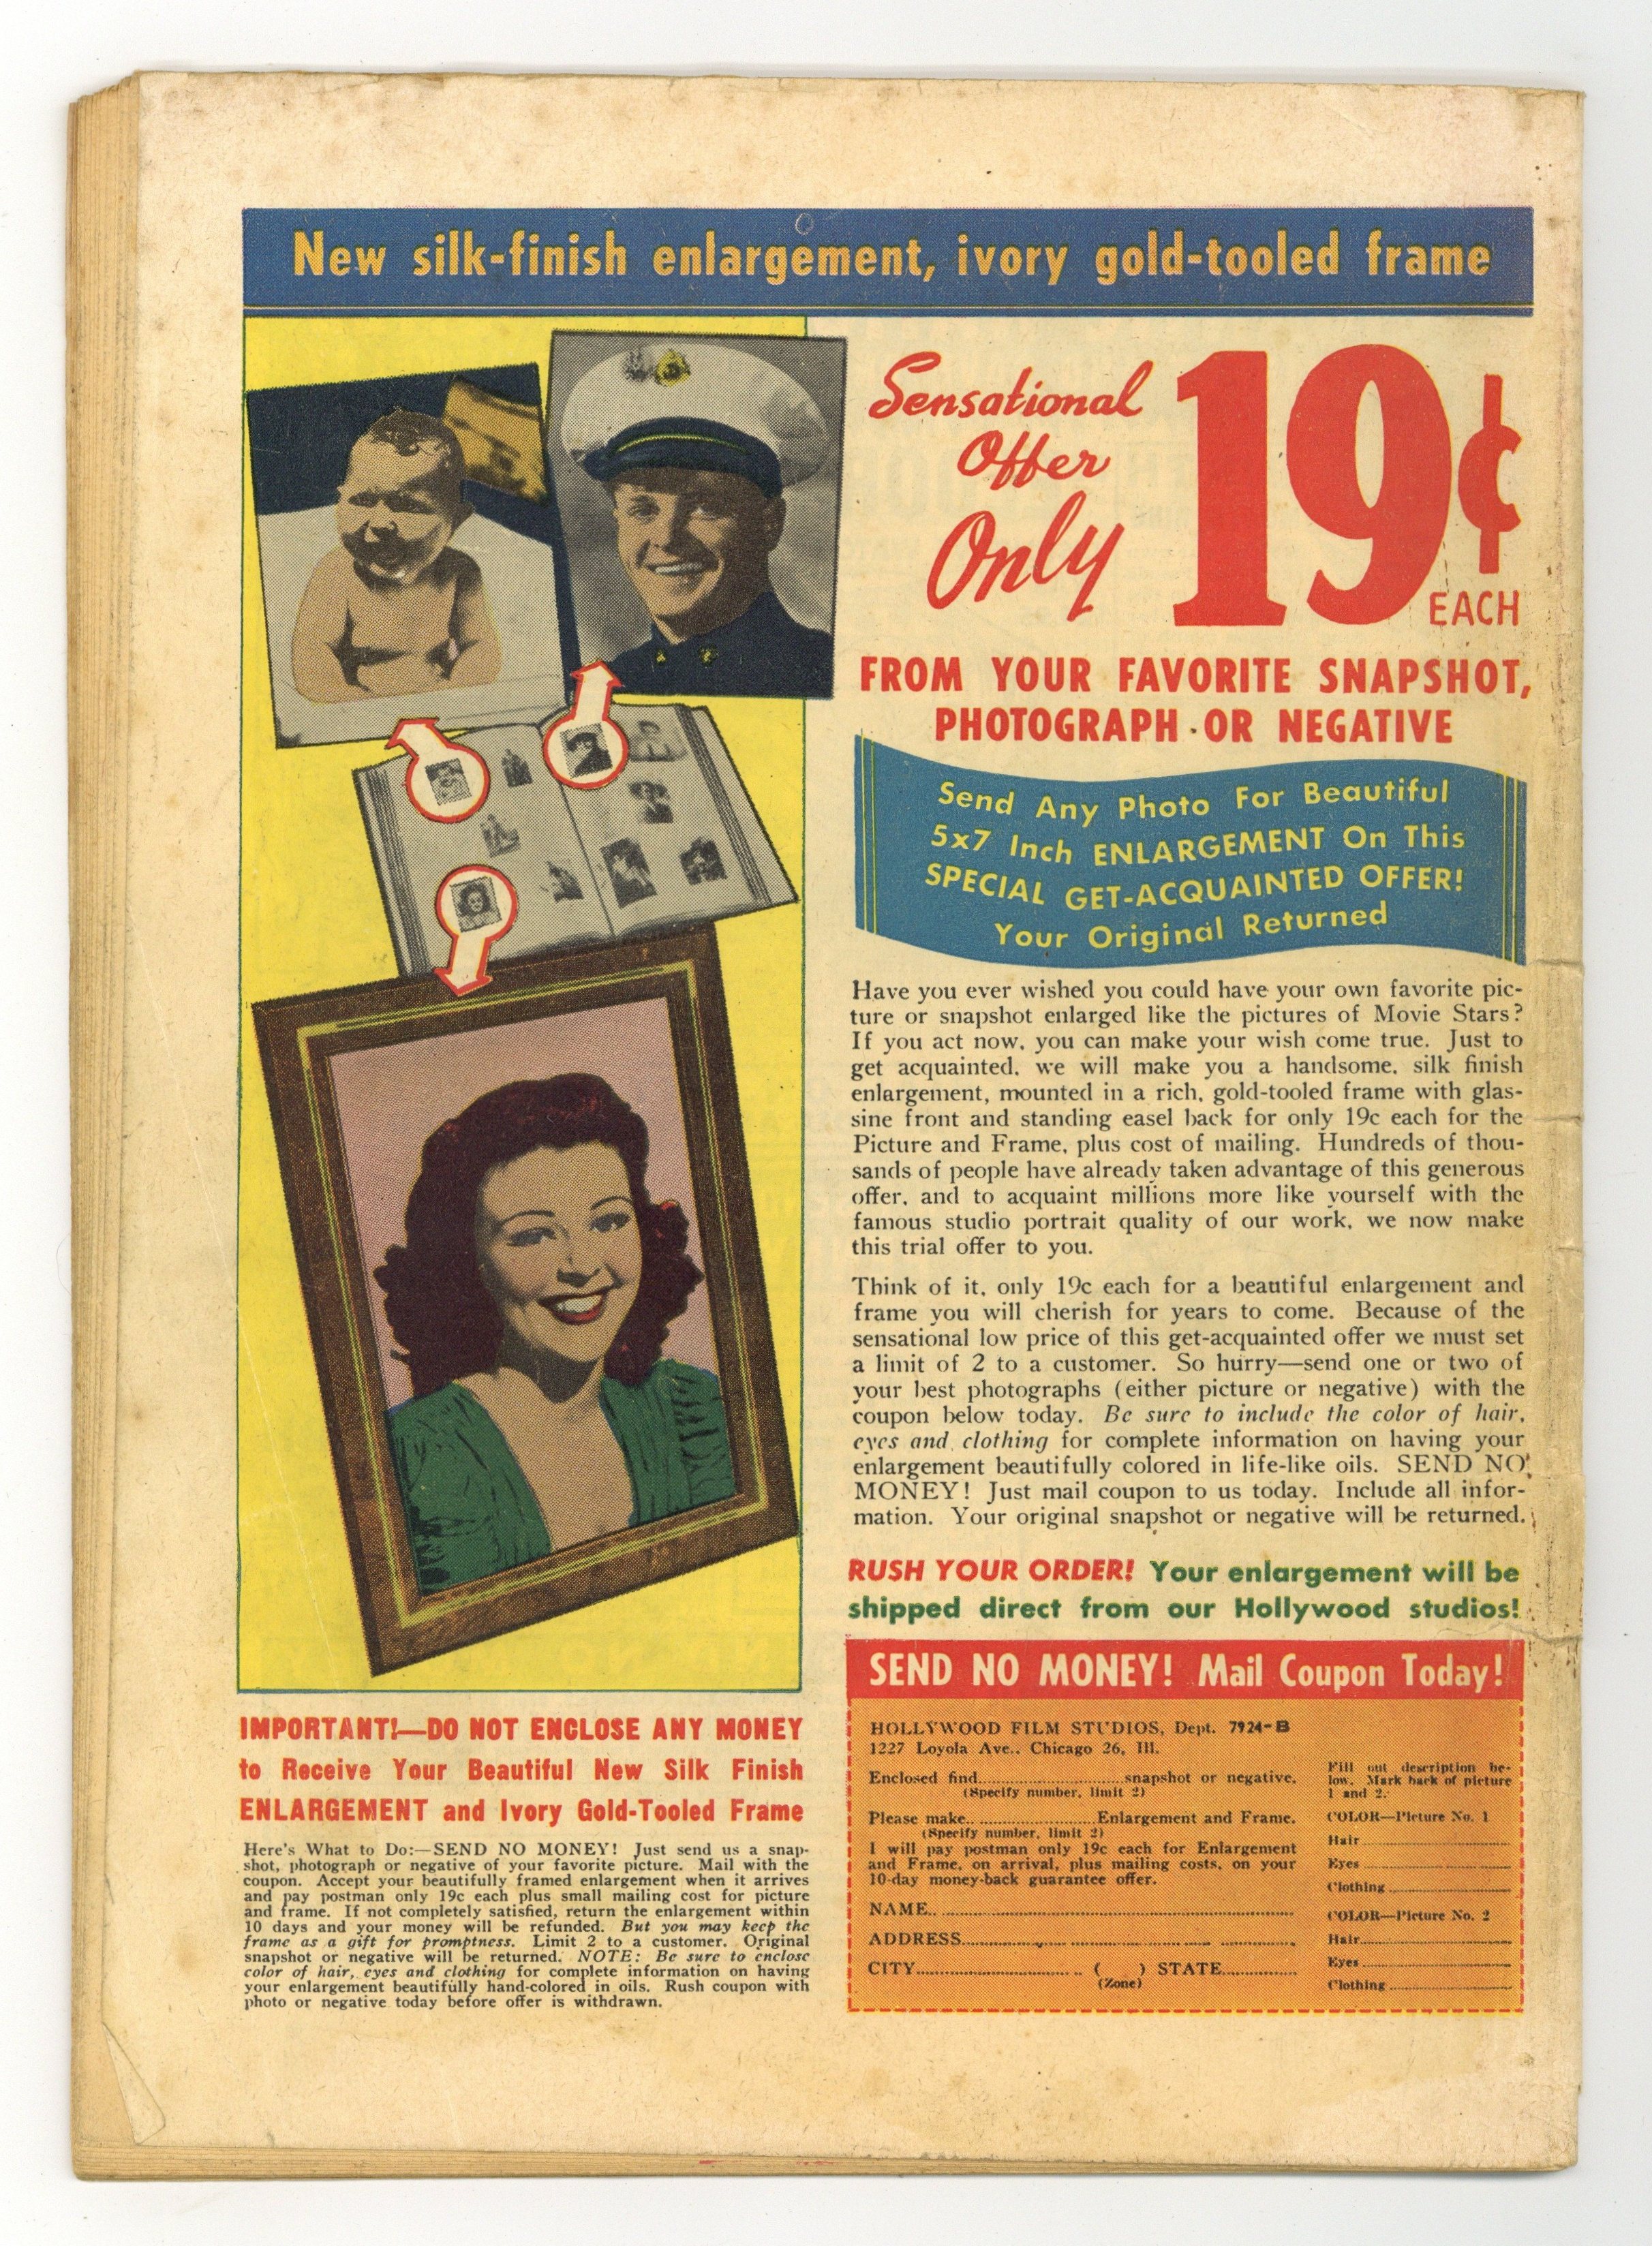 New silk-finish enlargement, ivory gold-tooled frame
Sensational
Offer
Only
19¢
EACH
FROM YOUR FAVORITE SNAPSHOT,
PHOTOGRAPH OR NEGATIVE
Send Any Photo For Beautiful
5x7 Inch ENLARGEMENT On This
SPECIAL GET-ACQUAINTED OFFER!
Your Original Returned
Have you ever wished you could have your own favorite pic-
ture or snapshot enlarged like the pictures of Movie Stars?
If you act now, you can make your wish come true. Just to
get acquainted, we will make you a handsome, silk finish
enlargement, mounted in a rich, gold-tooled frame with glas-
sine front and standing easel back for only 19c each for the
Picture and Frame, plus cost of mailing. Hundreds of thou-
sands of people have already taken advantage of this generous
offer, and to acquaint millions more like yourself with the
famous studio portrait quality of our work, we now make
this trial offer to you.
Think of it, only 19c each for a beautiful enlargement and
frame you will cherish for years to come. Because of the
sensational low price of this get-acquainted offer we must set
a limit of 2 to a customer. So hurry—send one or two of
your best photographs (either picture or negative) with the
coupon below today. Be sure to include the color of hair,
eyes and clothing for complete information on having your
enlargement beautifully colored in life-like oils. SEND NO
MONEY! Just mail coupon to us today. Include all infor-
mation. Your original snapshot or negative will be returned.
RUSH YOUR ORDER! Your enlargement will be
shipped direct from our Hollywood studios!
IMPORTANT!—DO NOT ENCLOSE ANY MONEY
to Receive Your Beautiful New Silk Finish
ENLARGEMENT and Ivory Gold-Tooled Frame
Here's What to Do:—SEND NO MONEY! Just send us a snap-
shot, photograph or negative of your favorite picture. Mail with the
coupon. Accept your beautifully framed enlargement when it arrives
and pay postman only 19c each plus small mailing cost for picture
and frame. If not completely satisfied, return the enlargement within
10 days and your money will be refunded. But you may keep the
frame as a gift for promptness. Limit 2 to a customer. Original
snapshot or negative will be returned. NOTE: Be sure to enclose
color of hair, eyes and clothing for complete information on having
your enlargement beautifully hand-colored in oils. Rush coupon with
photo or negative today before offer is withdrawn.
SEND NO MONEY! Mail Coupon Today!
HOLLYWOOD FILM STUDIOS, Dept. 7924-B
1227 Loyola Ave., Chicago 26, Ill.
Enclosed find..............................snapshot or negative.
(Specify number, limit 2)
Please make..............................Enlargement and Frame.
(Specify number, limit 2)
I will pay postman only 19c each for Enlargement
and Frame, on arrival, plus mailing costs, on your
10-day money-back guarantee offer.
NAME..............................
ADDRESS..............................
CITY.............................. ( ) STATE...............
(Zone)
Fill out description be-
low. Mark back of picture
1 and 2.
COLOR—Picture No. 1
Hair..............................
Eyes..............................
Clothing..............................
COLOR—Picture No. 2
Hair..............................
Eyes..............................
Clothing..............................